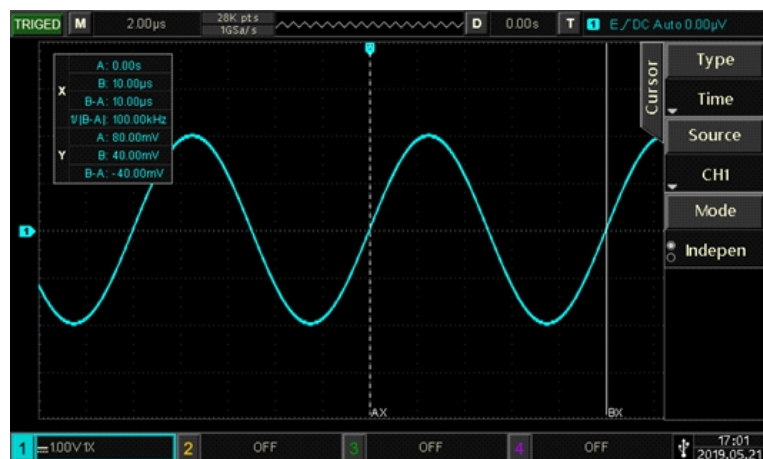 TRIGED M 2.00μs 28K pts D 0.00s T 1 E DC Auto 0.00μV
1GSa/s
A: 0.00s
X B: 10.00μs
B-A: 10.00μs
1/|B-A|: 100.00kHz
A: 80.00mV
Y B: 40.00mV
B-A: -40.00mV
Cursor
Type
Time
Source
CH1
Mode
Indepen
1
AX BX
1 1.00V 1X 2 OFF 3 OFF 4 OFF 17:01
2019.05.21